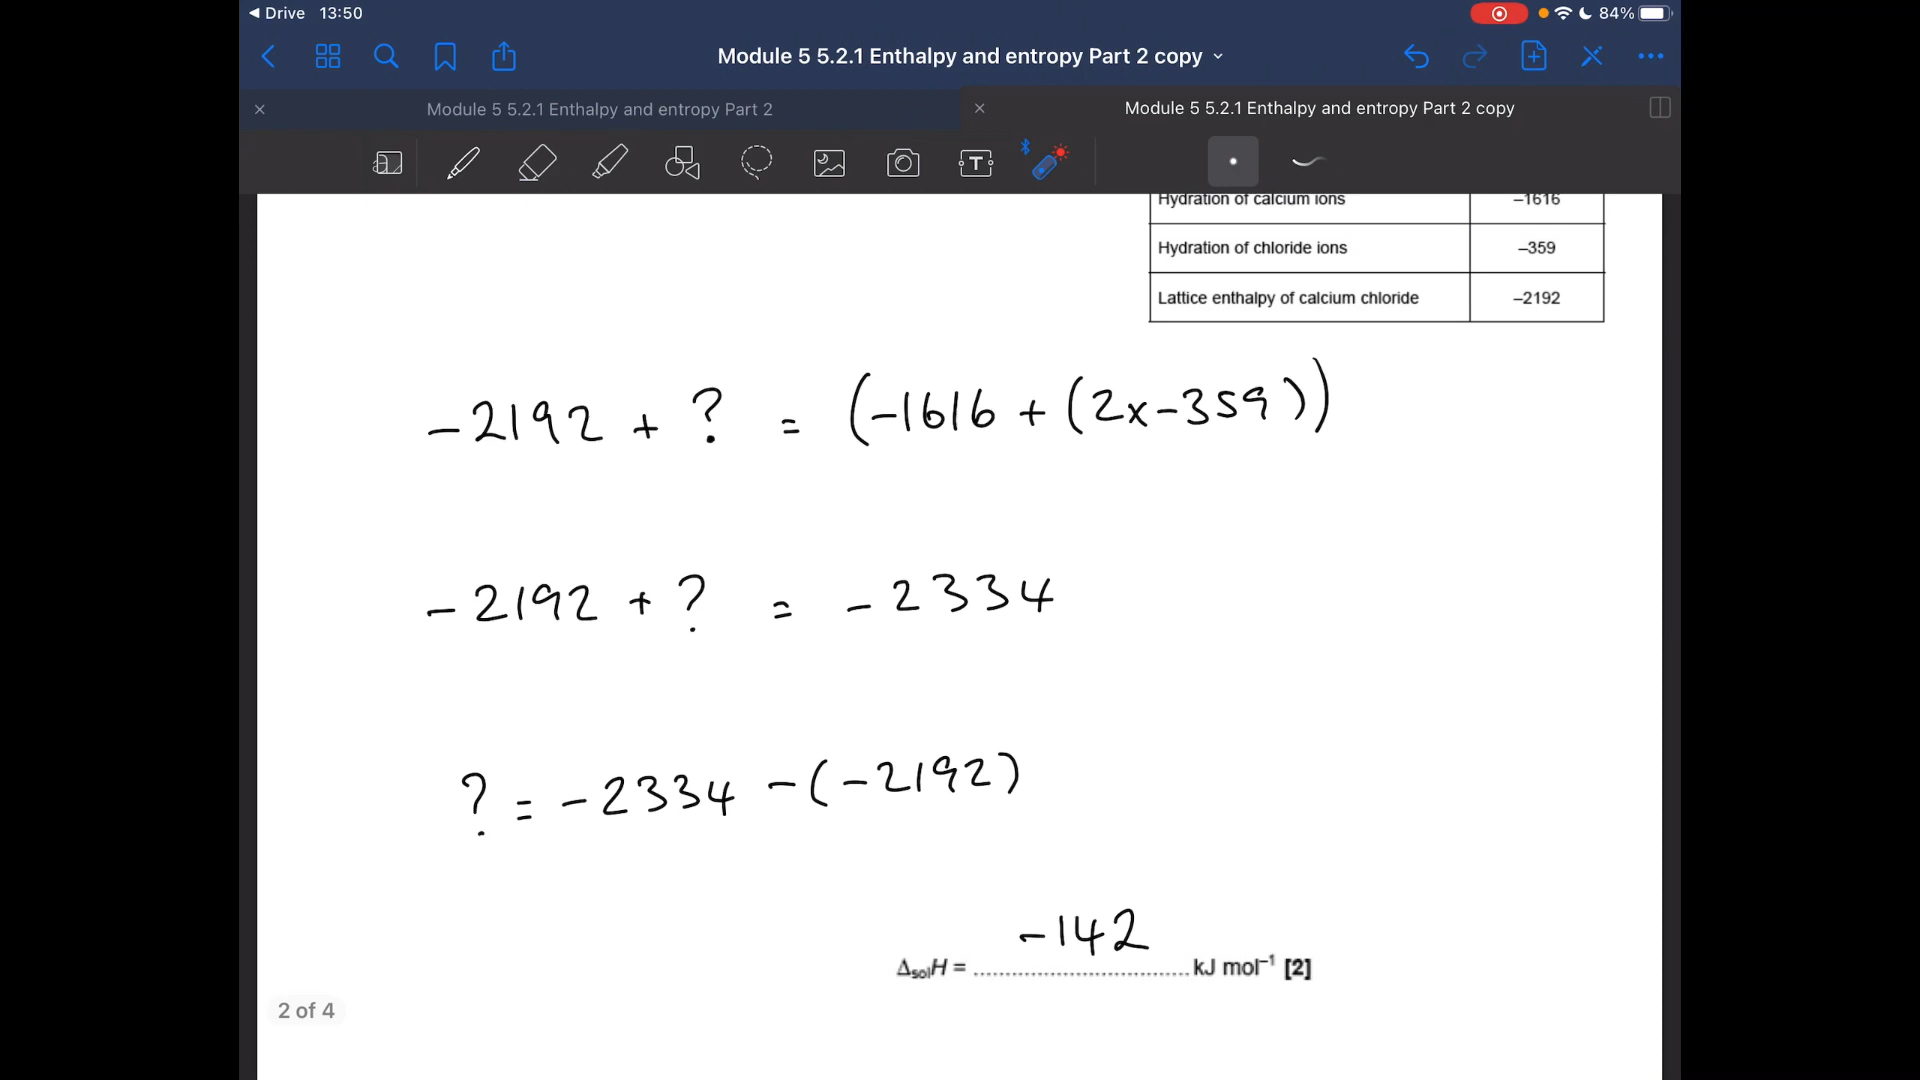 Drive 13:50 84%
Module 5 5.2.1 Enthalpy and entropy Part 2 copy
Module 5 5.2.1 Enthalpy and entropy Part 2
Module 5 5.2.1 Enthalpy and entropy Part 2 copy
T
Hydration of calcium ions –1616
Hydration of chloride ions –359
Lattice enthalpy of calcium chloride –2192
-2192 + ? = (-1616 + (2x-359))
-2192 + ? = -2334
? = -2334 -(-2192)
-142
ΔsolH = .................................. kJ mol⁻¹ [2]
2 of 4